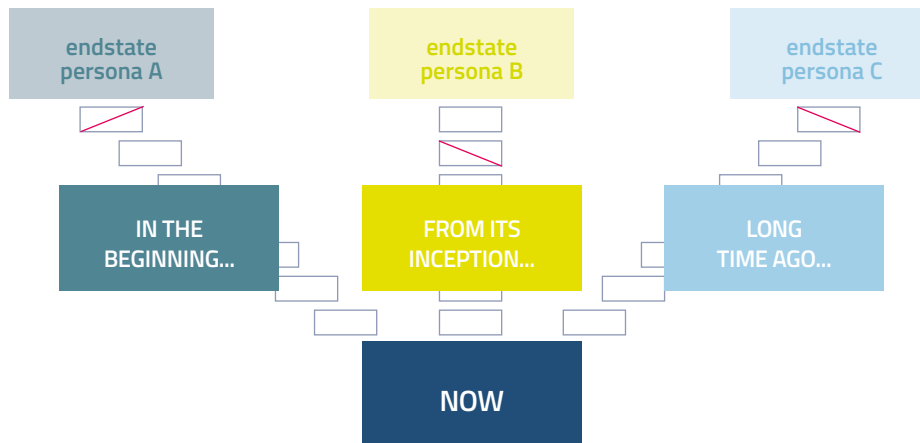 endstate
persona A
endstate
persona B
endstate
persona C
IN THE
BEGINNING...
FROM ITS
INCEPTION...
LONG
TIME AGO...
NOW